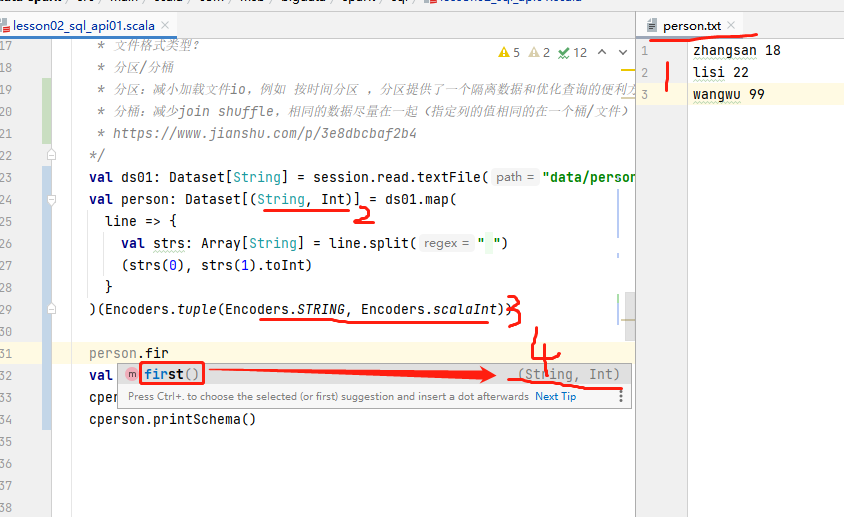 lesson02_sql_api01.scala
person.txt
5 2 12
17 * 文件格式类型?
18 * 分区/分桶
19 * 分区:减小加载文件io,例如 按时间分区 ,分区提供了一个隔离数据和优化查询的便利方
20 * 分桶:减少join shuffle,相同的数据尽量在一起(指定列的值相同的在一个桶/文件)
21 * https://www.jianshu.com/p/3e8dbcbaf2b4
22 */
23 val ds01: Dataset[String] = session.read.textFile( path = "data/person
24 val person: Dataset[(String, Int)] = ds01.map(
2
25 line => {
26 val strs: Array[String] = line.split( regex = " ")
27 (strs(0), strs(1).toInt)
28 }
29 )(Encoders.tuple(Encoders.STRING, Encoders.scalaInt))
3
30
31 person.fir
4
m first() (String, Int)
32 val
Press Ctrl+. to choose the selected (or first) suggestion and insert a dot afterwards Next Tip
33 cper
34 cperson.printSchema()
35
36
37
38
1 zhangsan 18
1
2 lisi 22
3 wangwu 99